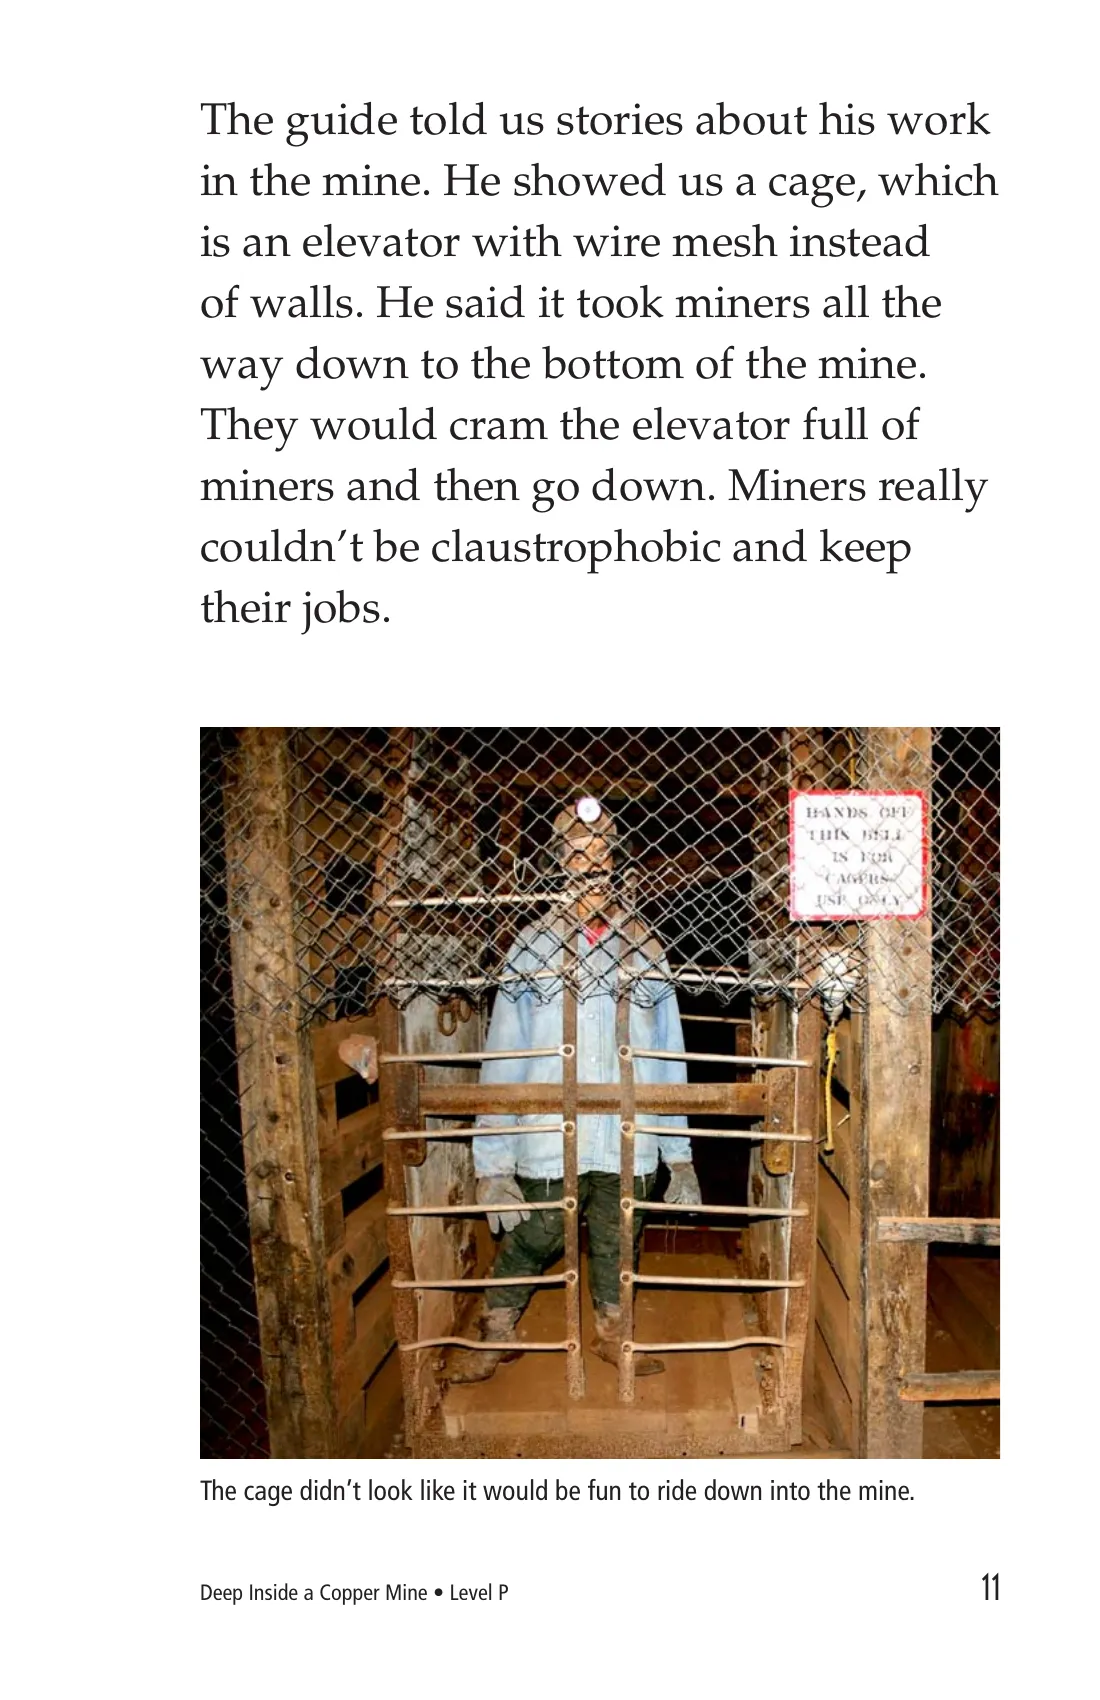 The guide told us stories about his work
in the mine. He showed us a cage, which
is an elevator with wire mesh instead
of walls. He said it took miners all the
way down to the bottom of the mine.
They would cram the elevator full of
miners and then go down. Miners really
couldn’t be claustrophobic and keep
their jobs.
HANDS OFF
THIS BELL
IS FOR
CAGERS
USE ONLY
The cage didn’t look like it would be fun to ride down into the mine.
Deep Inside a Copper Mine • Level P
11